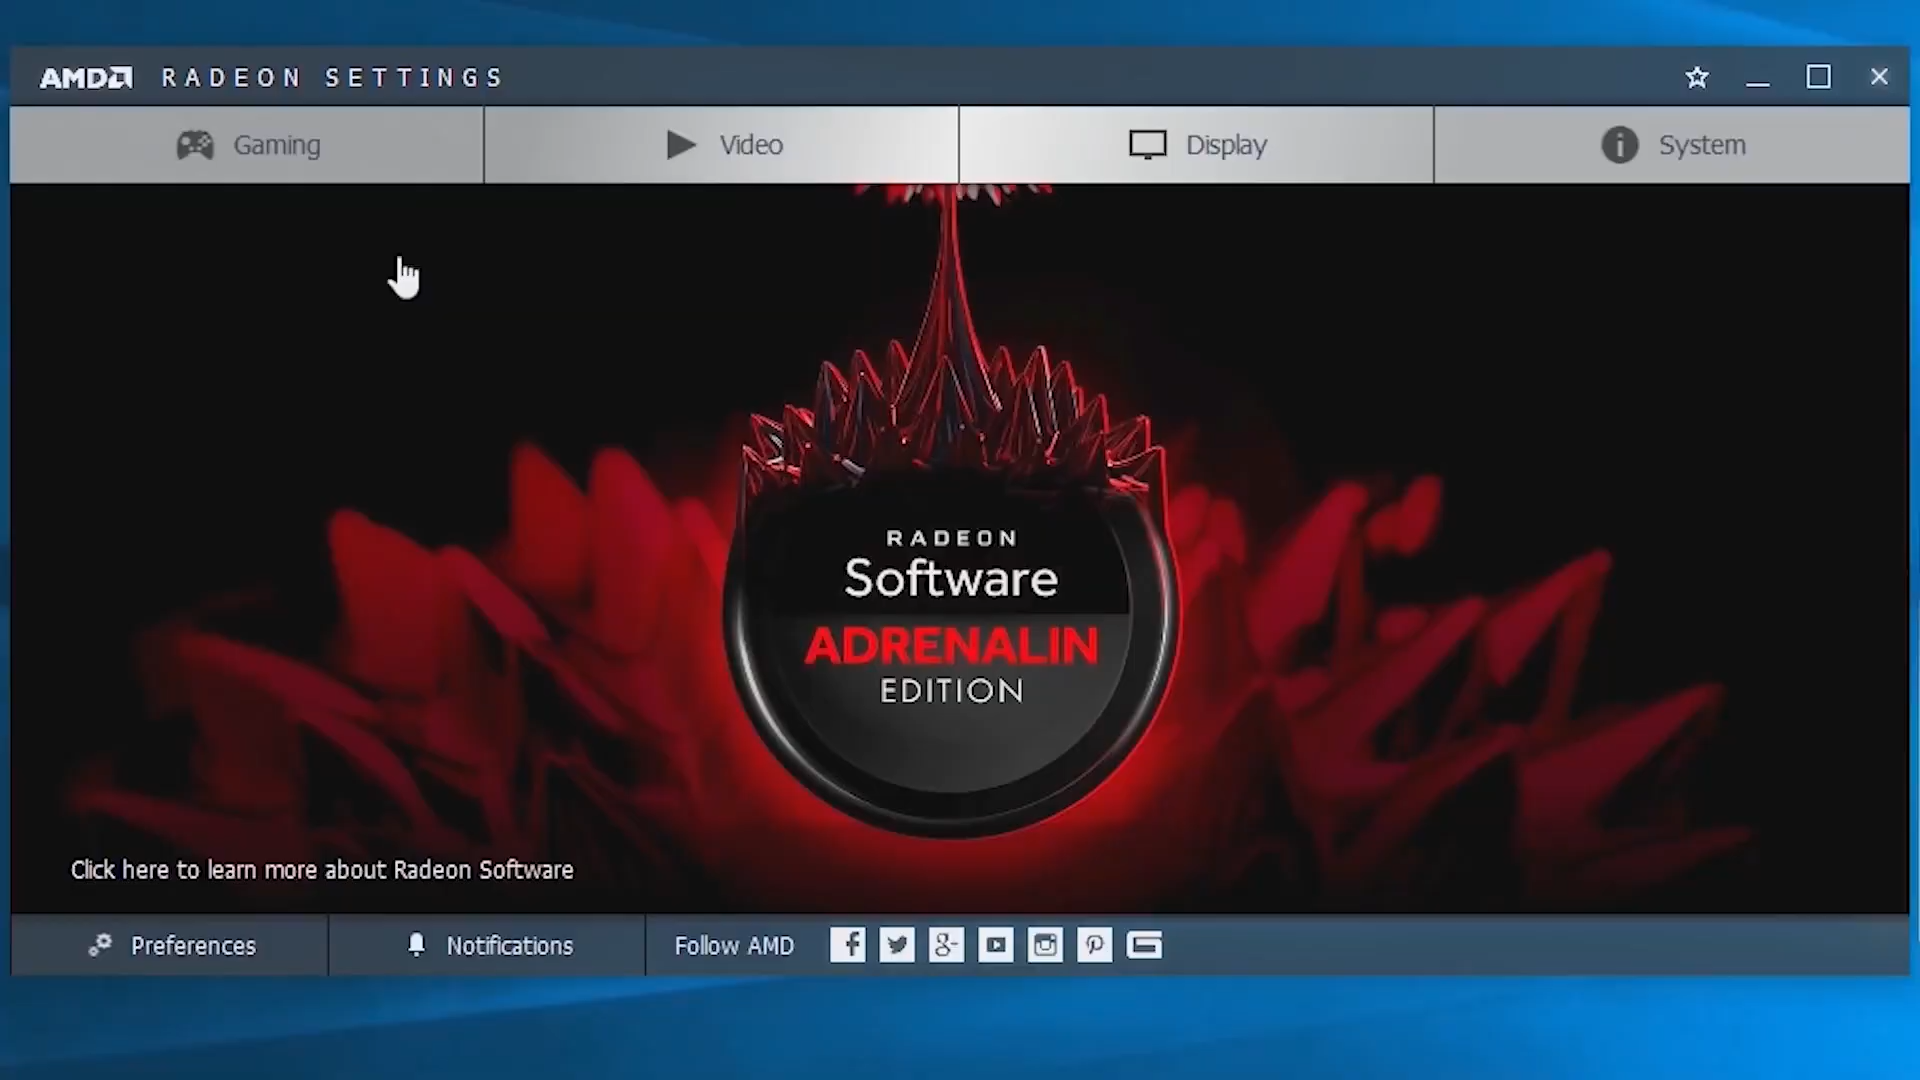 AMD RADEON SETTINGS
Gaming
Video
Display
System
RADEON
Software
ADRENALIN
EDITION
Click here to learn more about Radeon Software
Preferences
Notifications
Follow AMD